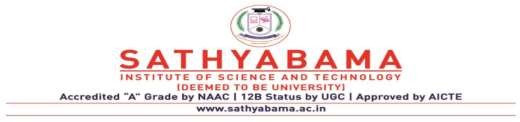 SATHYABAMA
INSTITUTE OF SCIENCE AND TECHNOLOGY
(DEEMED TO BE UNIVERSITY)
Accredited "A" Grade by NAAC | 12B Status by UGC | Approved by AICTE
www.sathyabama.ac.in